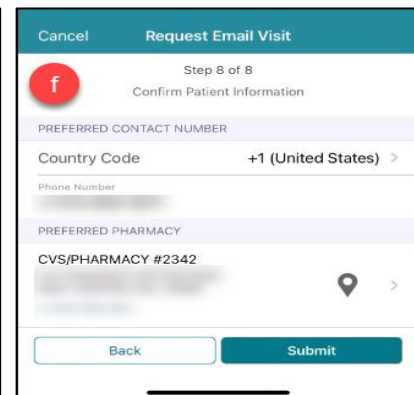 Cancel Request Email Visit
f
Step 8 of 8
Confirm Patient Information
PREFERRED CONTACT NUMBER
Country Code +1 (United States) >
Phone Number
PREFERRED PHARMACY
CVS/PHARMACY #2342
>
Back Submit